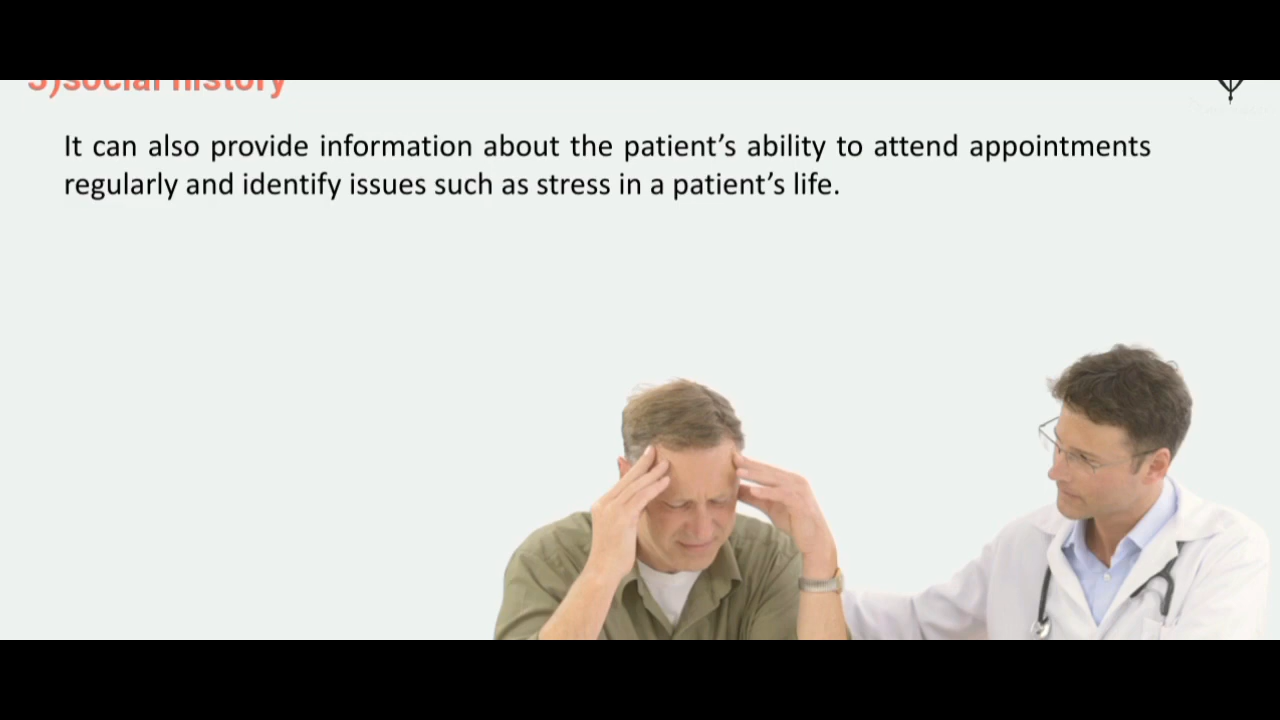 social history
It can also provide information about the patient’s ability to attend appointments
regularly and identify issues such as stress in a patient’s life.